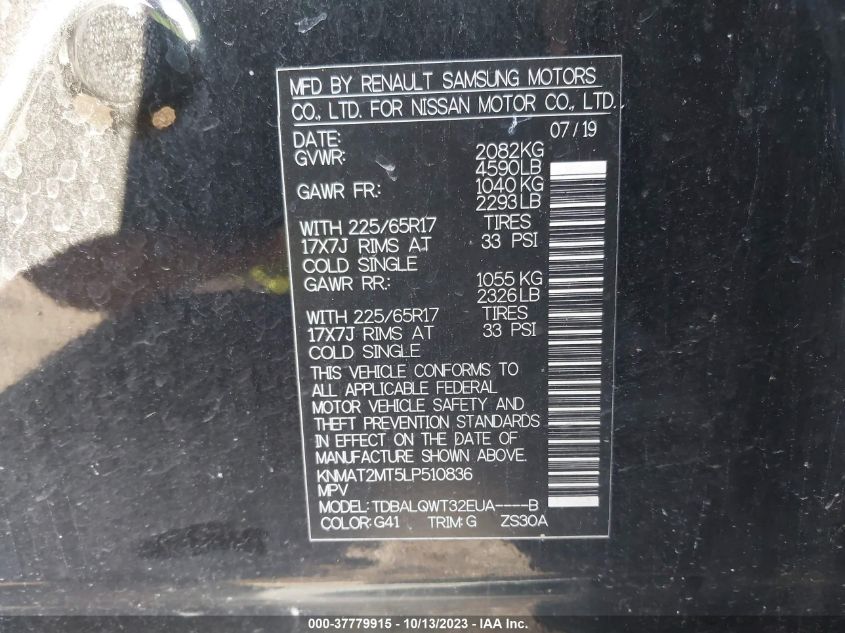 MFD BY RENAULT SAMSUNG MOTORS
CO., LTD. FOR NISSAN MOTOR CO., LTD.
DATE: 07/19
GVWR: 2082KG
4590LB
GAWR FR: 1040 KG
2293LB
WITH 225/65R17 TIRES
17X7J RIMS AT 33 PSI
COLD SINGLE
GAWR RR: 1055 KG
2326LB
WITH 225/65R17 TIRES
17X7J RIMS AT 33 PSI
COLD SINGLE
THIS VEHICLE CONFORMS TO
ALL APPLICABLE FEDERAL
MOTOR VEHICLE SAFETY AND
THEFT PREVENTION STANDARDS
IN EFFECT ON THE DATE OF
MANUFACTURE SHOWN ABOVE.
KNMAT2MT5LP510836
MPV
MODEL: TDBALQWT32EUA----B
COLOR: G41 TRIM: G ZS30A
000-37779915 - 10/13/2023 - IAA Inc.